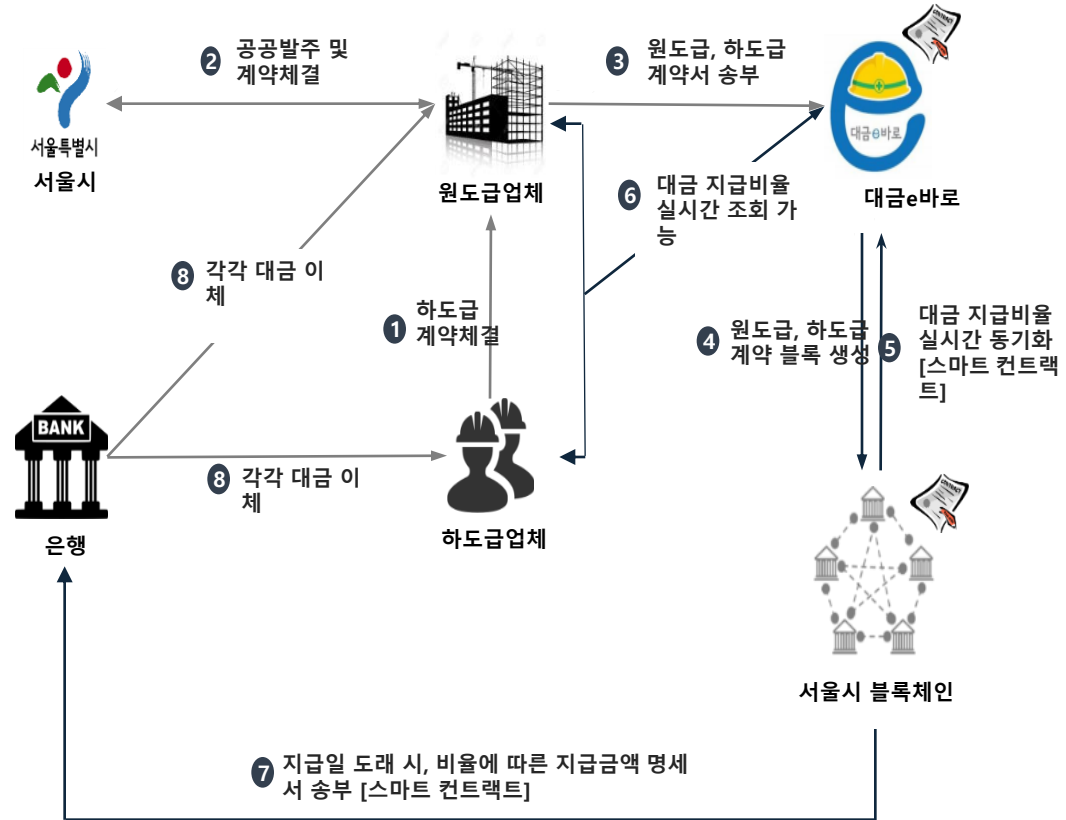 2 공공발주 및
계약체결
3 원도급, 하도급
계약서 송부
CONTRACT
서울특별시
서울시
원도급업체
대금e바로
대금e바로
6 대금 지급비율
실시간 조회 가
능
8 각각 대금 이
체
1 하도급
계약체결
4 원도급, 하도급
계약 블록 생성
5 대금 지급비율
실시간 동기화
[스마트 컨트랙
트]
BANK
은행
8 각각 대금 이
체
하도급업체
CONTRACT
서울시 블록체인
7 지급일 도래 시, 비율에 따른 지급금액 명세
서 송부 [스마트 컨트랙트]